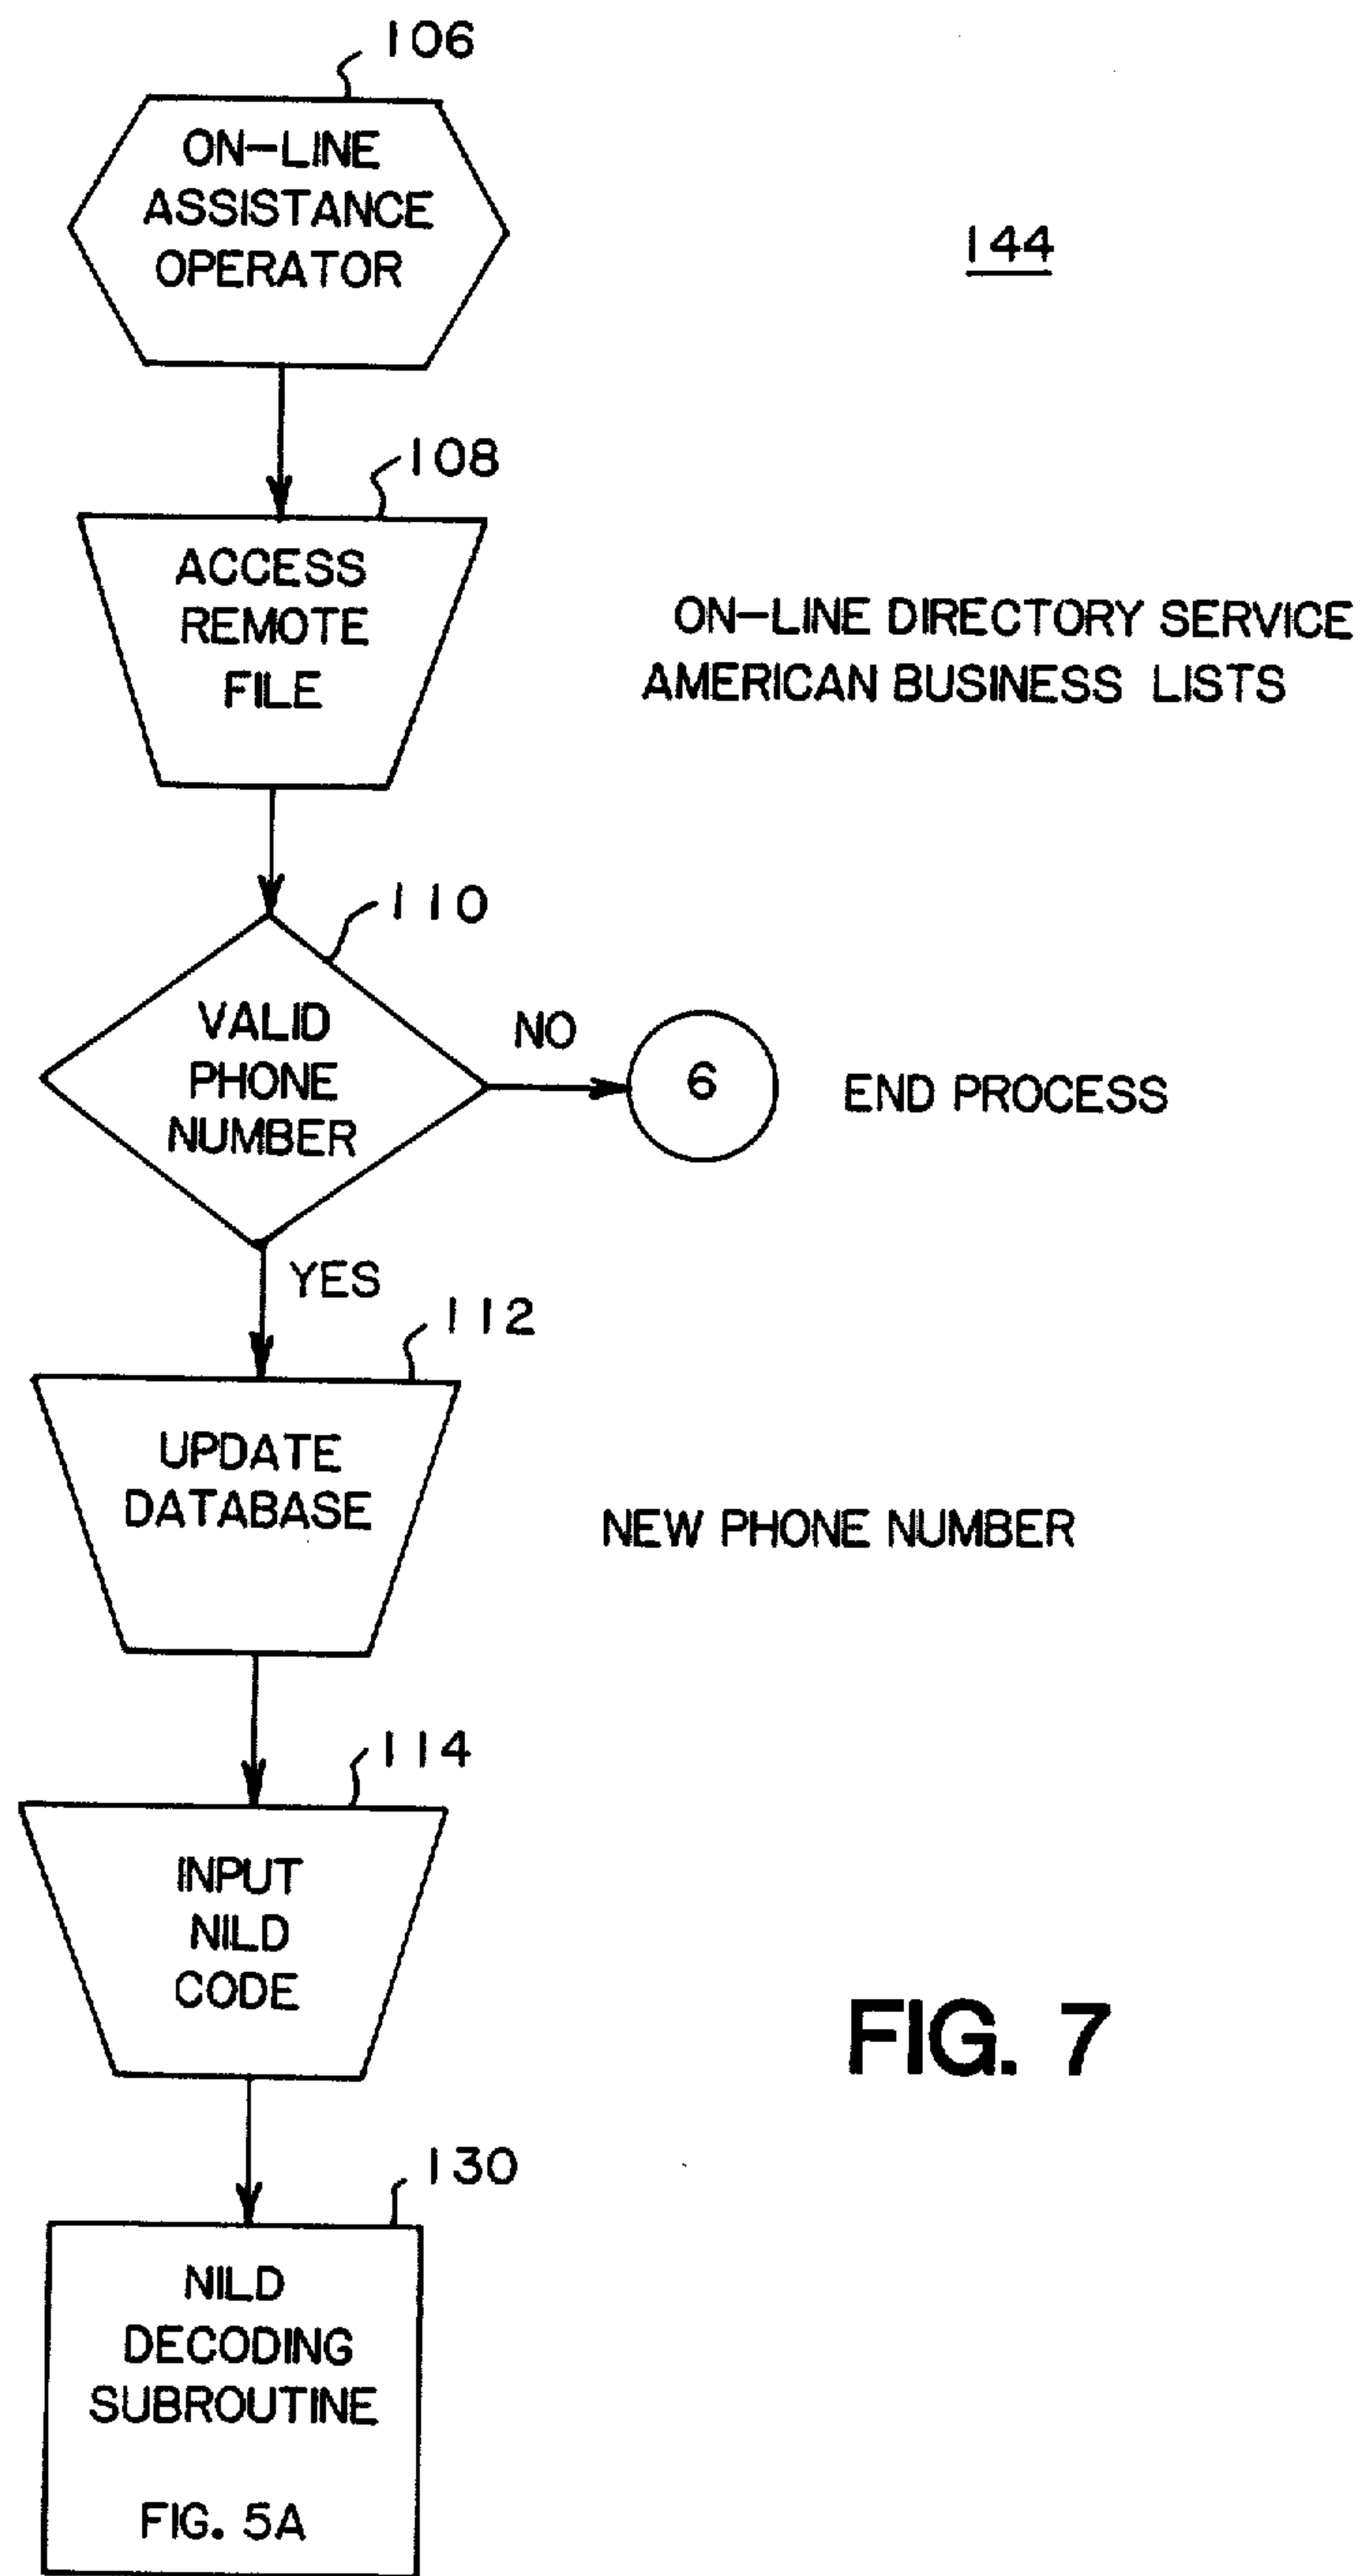 106
ON-LINE
ASSISTANCE
OPERATOR
144
108
ACCESS
REMOTE
FILE
ON-LINE DIRECTORY SERVICE
AMERICAN BUSINESS LISTS
110
VALID
PHONE
NUMBER
NO
6
END PROCESS
YES
112
UPDATE
DATABASE
NEW PHONE NUMBER
114
INPUT
NILD
CODE
FIG. 7
130
NILD
DECODING
SUBROUTINE
FIG. 5A